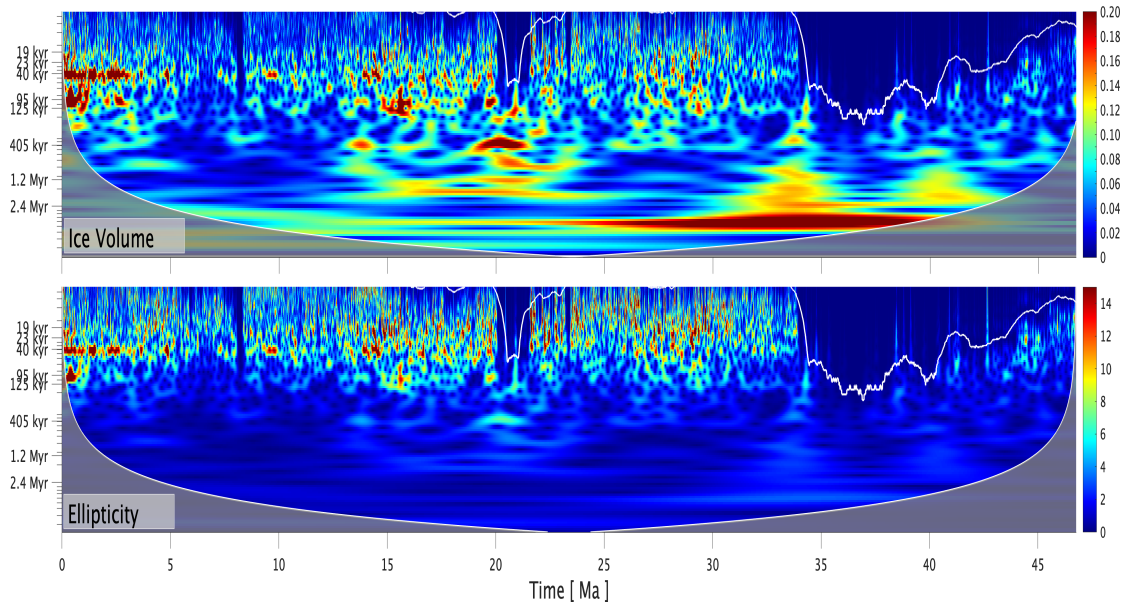 19 kyr
23 kyr
40 kyr
95 kyr
125 kyr
405 kyr
1.2 Myr
2.4 Myr
Ice Volume
0.20
0.18
0.16
0.14
0.12
0.10
0.08
0.06
0.04
0.02
0
19 kyr
23 kyr
40 kyr
95 kyr
125 kyr
405 kyr
1.2 Myr
2.4 Myr
Ellipticity
14
12
10
8
6
4
2
0
0 5 10 15 20 25 30 35 40 45
Time [ Ma ]